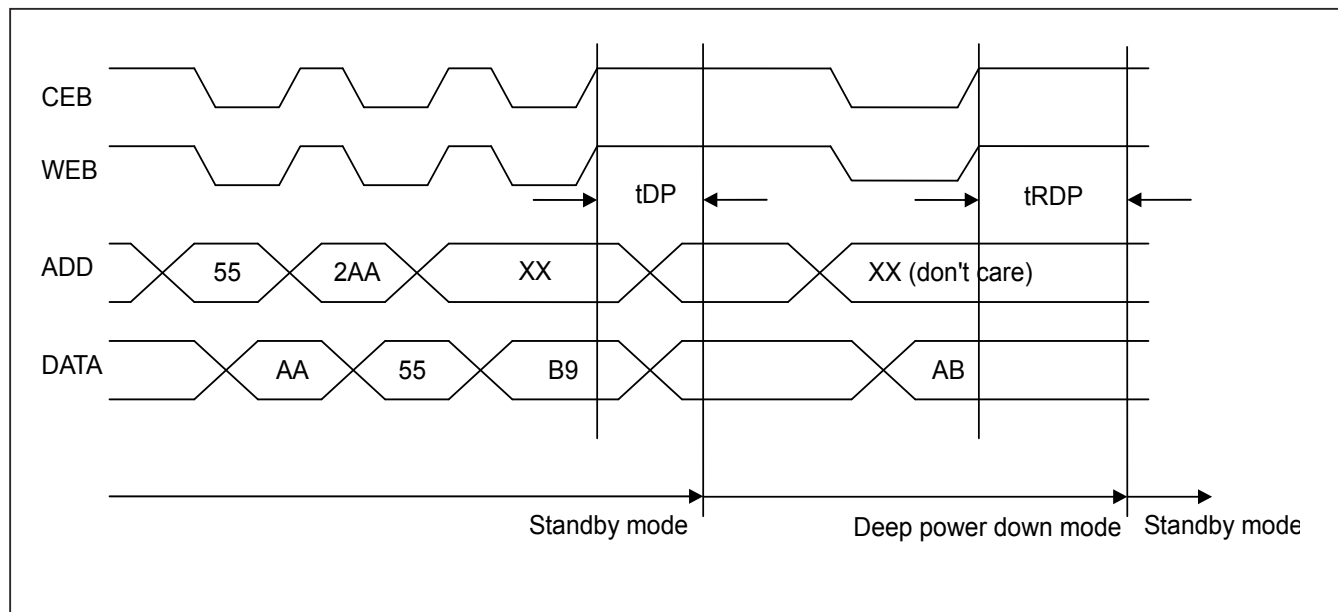 CEB
WEB
tDP
tRDP
ADD
55
2AA
XX
XX (don't care)
DATA
AA
55
B9
AB
Standby mode
Deep power down mode
Standby mode